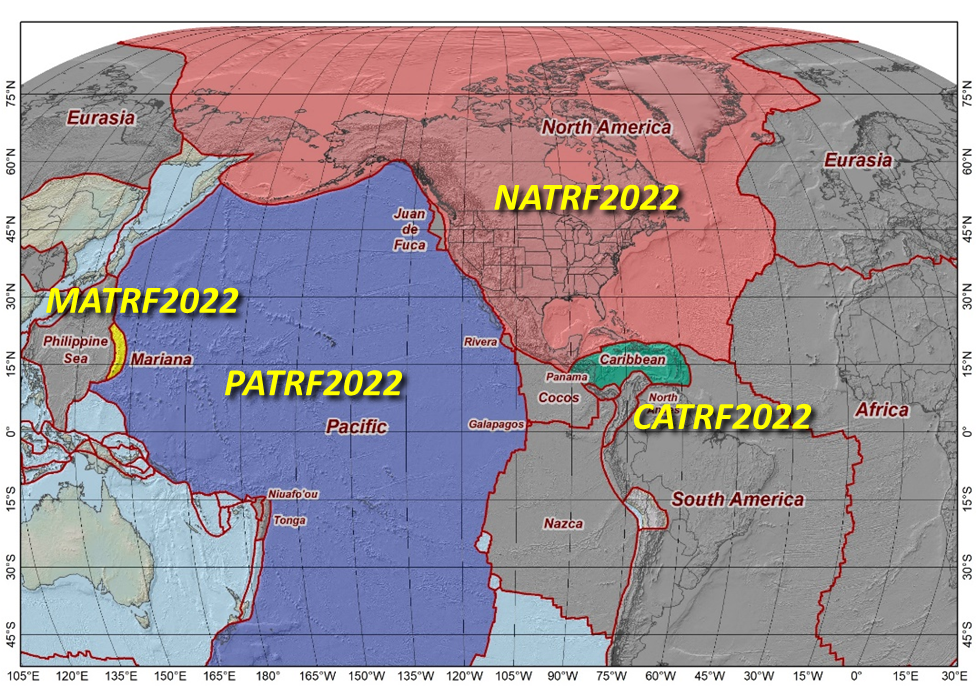 75°N
75°N
Eurasia
North America
Eurasia
60°N
60°N
NATRF2022
Juan
de
Fuca
45°N
45°N
30°N
30°N
MATRF2022
Philippine
Sea
Mariana
Rivera
Caribbean
15°N
15°N
PATRF2022
Panama
Cocos
North
CATRF2022
Africa
Pacific
Galapagos
0°
0°
Niuafo'ou
South America
15°S
15°S
Tonga
Nazca
30°S
30°S
45°S
45°S
105°E 120°E 135°E 150°E 165°E 180° 165°W 150°W 135°W 120°W 105°W 90°W 75°W 60°W 45°W 30°W 15°W 0° 15°E 30°E